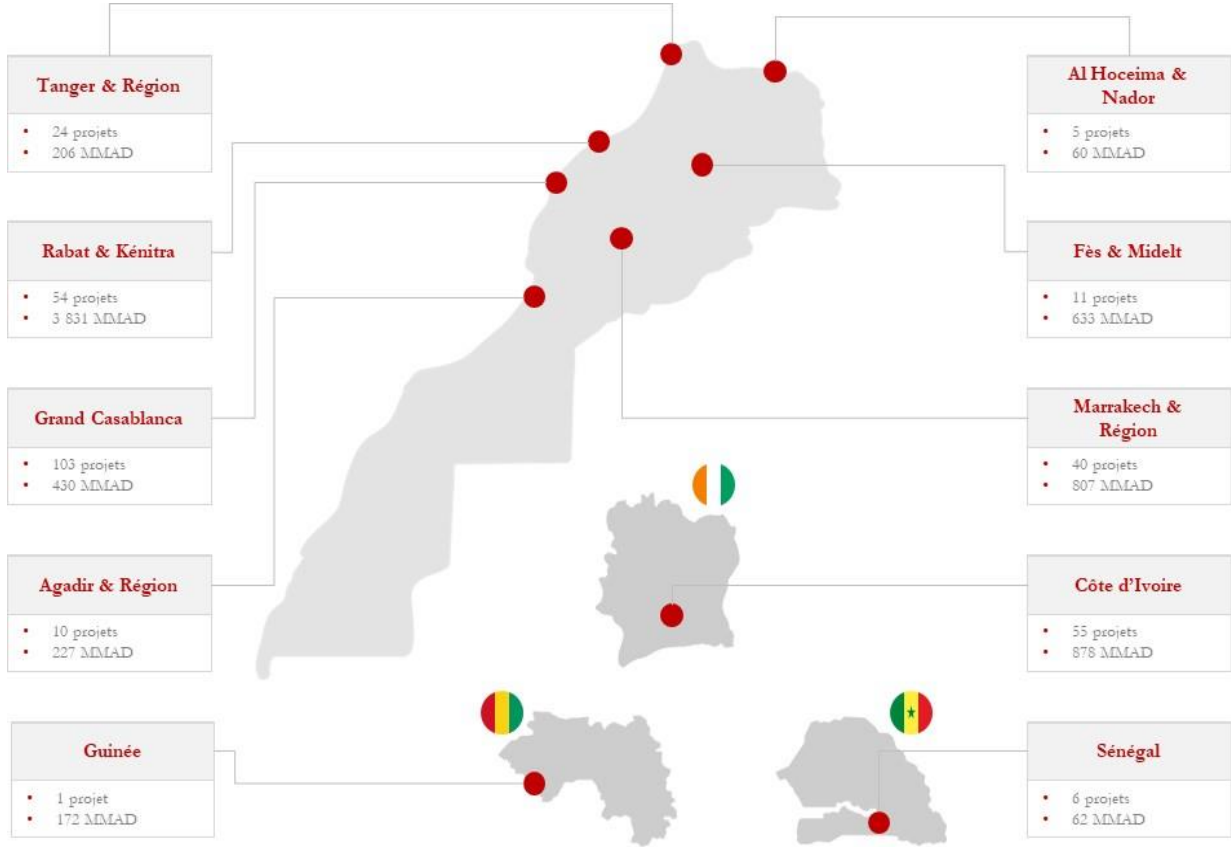 Tanger & Région
• 24 projets
• 206 MMAD
Al Hoceima &
Nador
• 5 projets
• 60 MMAD
Rabat & Kénitra
• 54 projets
• 3 831 MMAD
Fès & Midelt
• 11 projets
• 633 MMAD
Grand Casablanca
• 103 projets
• 430 MMAD
Marrakech &
Région
• 40 projets
• 807 MMAD
Agadir & Région
• 10 projets
• 227 MMAD
Côte d’Ivoire
• 55 projets
• 878 MMAD
Guinée
• 1 projet
• 172 MMAD
Sénégal
• 6 projets
• 62 MMAD